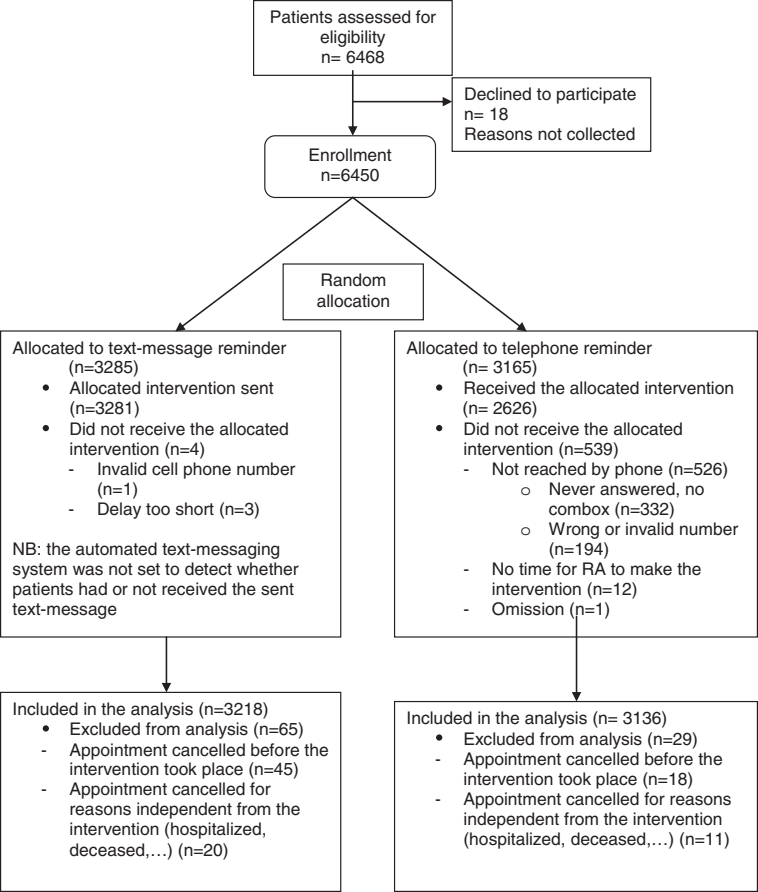 Patients assessed for
eligibility
n= 6468
Declined to participate
n= 18
Reasons not collected
Enrollment
n=6450
Random
allocation
Allocated to text-message reminder
(n=3285)
• Allocated intervention sent
(n=3281)
• Did not receive the allocated
intervention (n=4)
- Invalid cell phone number
(n=1)
- Delay too short (n=3)
NB: the automated text-messaging
system was not set to detect whether
patients had or not received the sent
text-message
Allocated to telephone reminder
(n= 3165)
• Received the allocated intervention
(n= 2626)
• Did not receive the allocated
intervention (n=539)
- Not reached by phone (n=526)
o Never answered, no
combox (n=332)
o Wrong or invalid number
(n=194)
- No time for RA to make the
intervention (n=12)
- Omission (n=1)
Included in the analysis (n=3218)
• Excluded from analysis (n=65)
- Appointment cancelled before the
intervention took place (n=45)
- Appointment cancelled for
reasons independent from the
intervention (hospitalized,
deceased,…) (n=20)
Included in the analysis (n= 3136)
• Excluded from analysis (n=29)
- Appointment cancelled before the
intervention took place (n=18)
- Appointment cancelled for reasons
independent from the intervention
(hospitalized, deceased,…) (n=11)